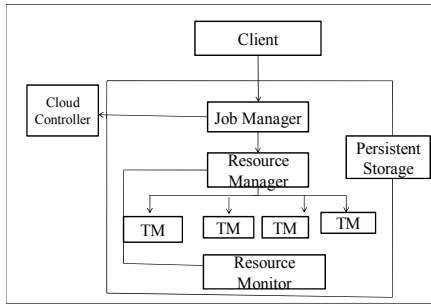 Client
Cloud
Controller
Job Manager
Persistent
Storage
Resource
Manager
TM
TM
TM
TM
Resource
Monitor